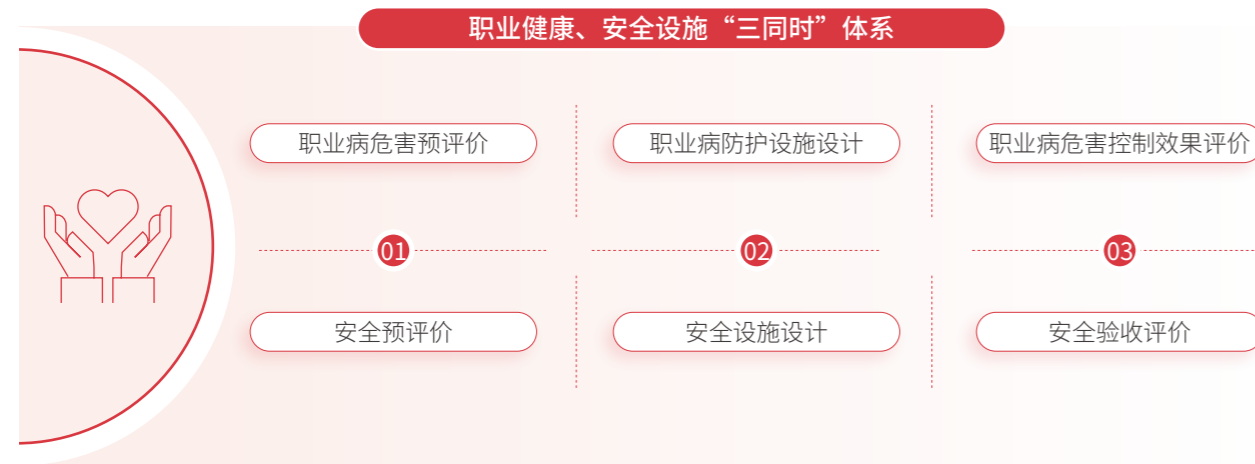 职业健康、安全设施“三同时”体系
职业病危害预评价
职业病防护设施设计
职业病危害控制效果评价
01
02
03
安全预评价
安全设施设计
安全验收评价